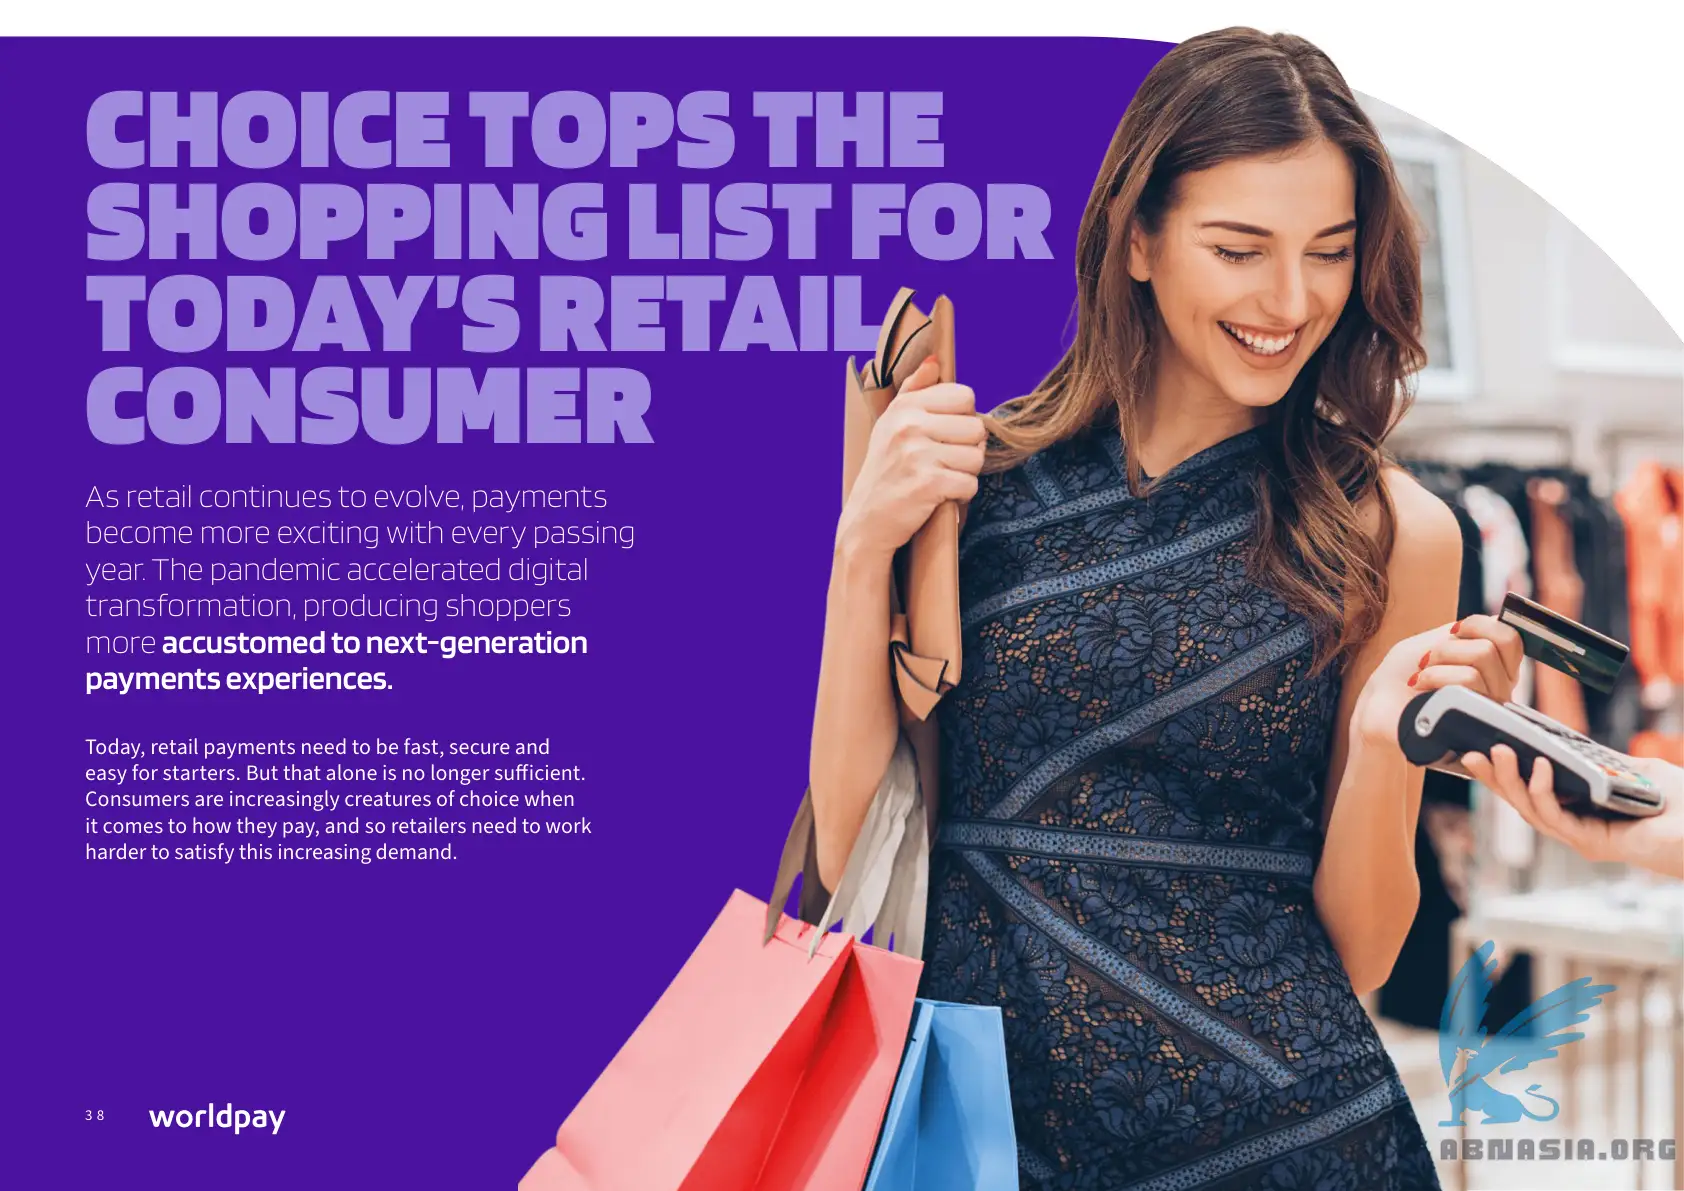 CHOICE TOPS THE
SHOPPING LIST FOR
TODAY'S RETAIL
CONSUMER
As retail continues to evolve, payments
become more exciting with every passing
year. The pandemic accelerated digital
transformation, producing shoppers
more accustomed to next-generation
payments experiences.
Today, retail payments need to be fast, secure and
easy for starters. But that alone is no longer sufficient.
Consumers are increasingly creatures of choice when
it comes to how they pay, and so retailers need to work
harder to satisfy this increasing demand.
38
worldpay
ABNASIA.ORG